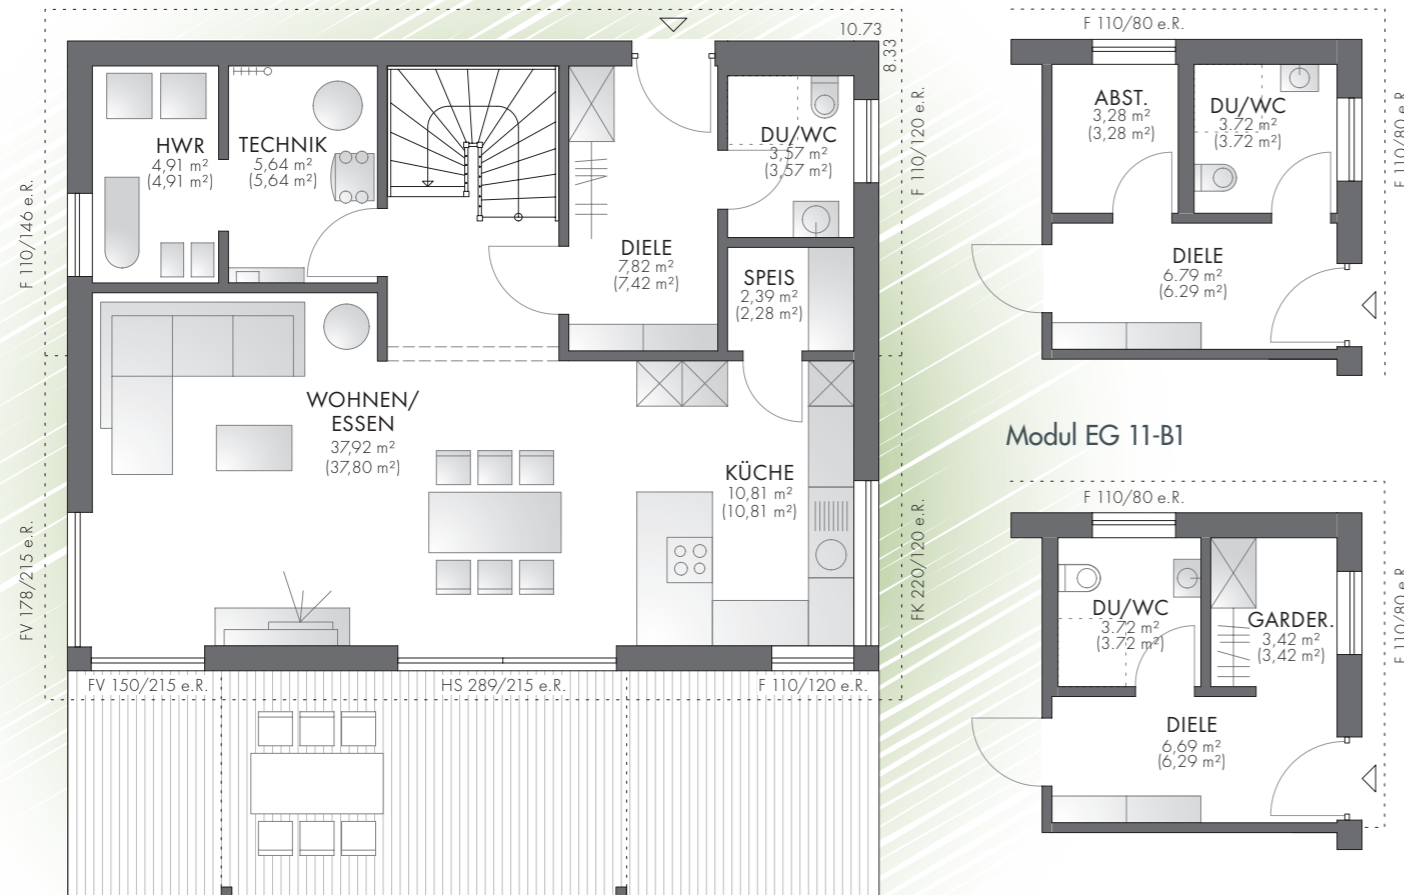 10.73
8.33
F 110/146 e.R.
FV 178/215 e.R.
HWR
4,91 m²
(4,91 m²)
TECHNIK
5,64 m²
(5,64 m²)
DIELE
7,82 m²
(7,42 m²)
DU/WC
3,57 m²
(3,57 m²)
F 110/120 e.R.
SPEIS
2,39 m²
(2,28 m²)
WOHNEN/
ESSEN
37,92 m²
(37,80 m²)
KÜCHE
10,81 m²
(10,81 m²)
FK 220/120 e.R.
FV 150/215 e.R.
HS 289/215 e.R.
F 110/120 e.R.
F 110/80 e.R.
ABST.
3,28 m²
(3,28 m²)
DU/WC
3.72 m²
(3.72 m²)
F 110/80 e.R.
DIELE
6.79 m²
(6.29 m²)
Modul EG 11-B1
F 110/80 e.R.
DU/WC
3.72 m²
(3.72 m²)
GARDER.
3,42 m²
(3,42 m²)
F 110/80 e.R.
DIELE
6,69 m²
(6,29 m²)